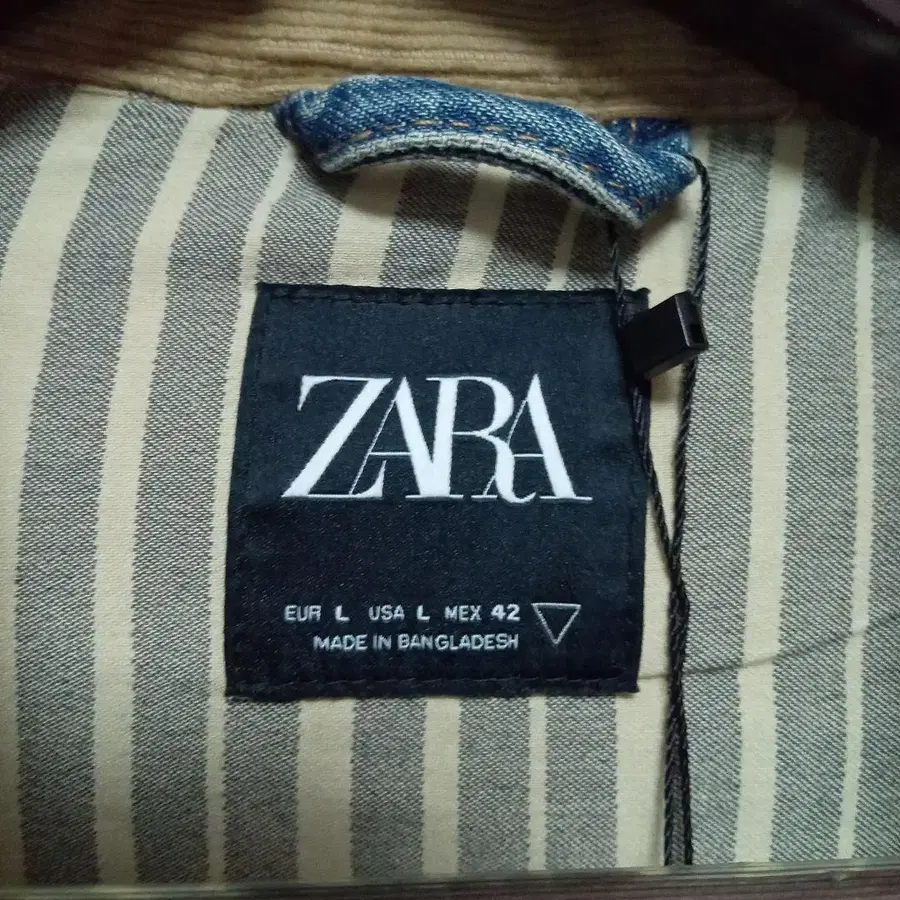 ZARA
EUR L USA L MEX 42
MADE IN BANGLADESH